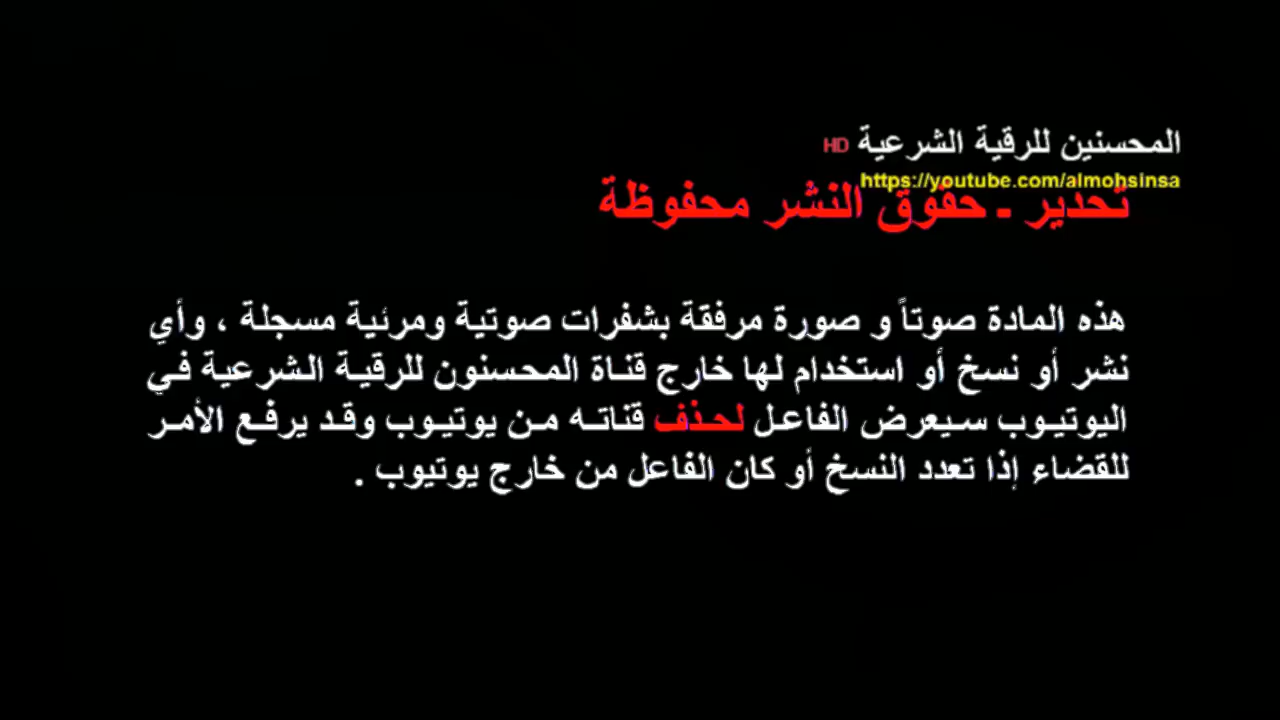 المحسنين للرقية الشرعية HD
https://youtube.com/almohsinsa
تحذير ـ حقوق النشر محفوظة
هذه المادة صوتاً و صورة مرفقة بشفرات صوتية ومرئية مسجلة ، وأي
نشر أو نسخ أو استخدام لها خارج قناة المحسنون للرقية الشرعية في
اليوتيوب سيعرض الفاعل لحذف قناته من يوتيوب وقد يرفع الأمر
للقضاء إذا تعدد النسخ أو كان الفاعل من خارج يوتيوب .